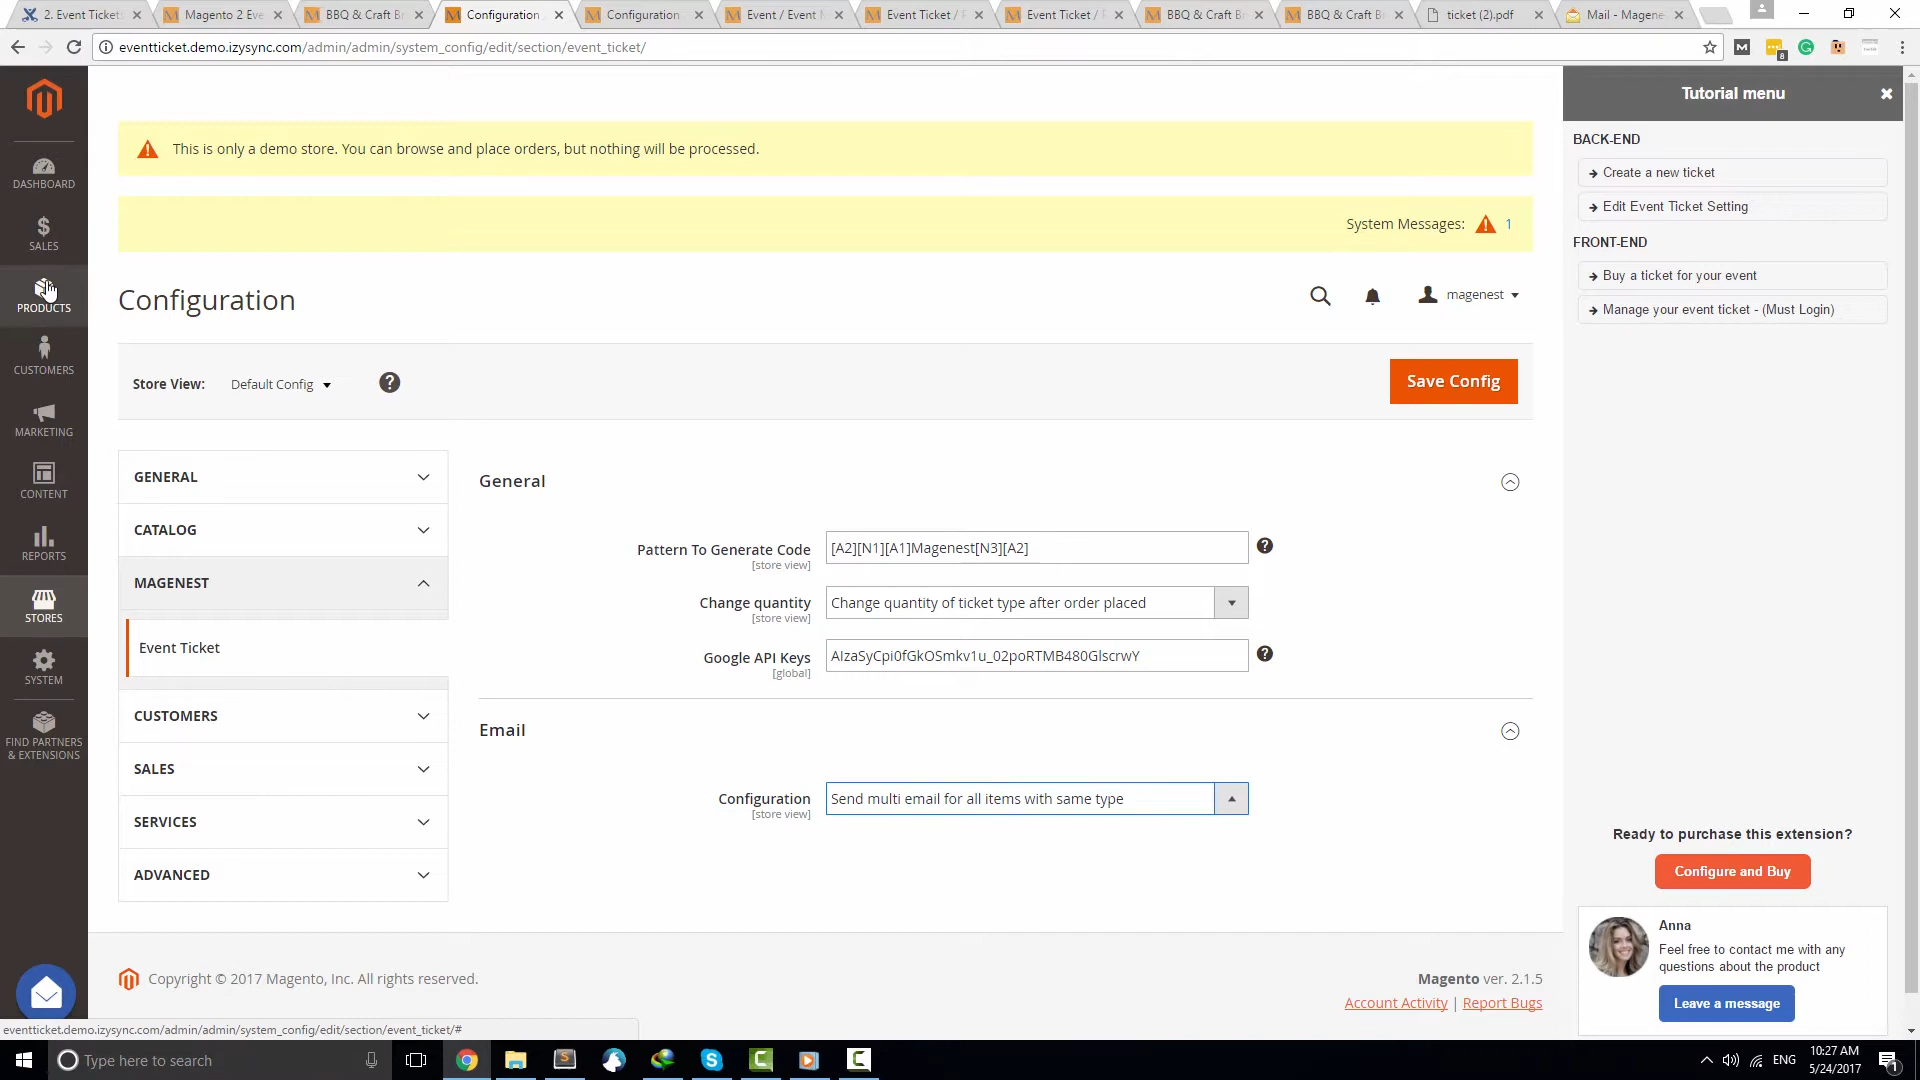 2. Event Tickets
Magento 2 Eve
BBQ & Craft Br
Configuration
Configuration
Event / Event M
Event Ticket / P
Event Ticket / P
BBQ & Craft Br
BBQ & Craft Br
ticket (2).pdf
Mail - Magenes
eventticket.demo.izysync.com/admin/admin/system_config/edit/section/event_ticket/
8
DASHBOARD
SALES
PRODUCTS
CUSTOMERS
MARKETING
CONTENT
REPORTS
STORES
SYSTEM
FIND PARTNERS
& EXTENSIONS
This is only a demo store. You can browse and place orders, but nothing will be processed.
System Messages: 1
Configuration
magenest
Store View: Default Config
Save Config
GENERAL
CATALOG
MAGENEST
Event Ticket
CUSTOMERS
SALES
SERVICES
ADVANCED
General
Pattern To Generate Code
[store view]
[A2][N1][A1]Magenest[N3][A2]
Change quantity
[store view]
Change quantity of ticket type after order placed
Google API Keys
[global]
AIzaSyCpi0fGkOSmkv1u_02poRTMB480GlscrwY
Email
Configuration
[store view]
Send multi email for all items with same type
Copyright © 2017 Magento, Inc. All rights reserved.
Magento ver. 2.1.5
Account Activity | Report Bugs
Tutorial menu
BACK-END
Create a new ticket
Edit Event Ticket Setting
FRONT-END
Buy a ticket for your event
Manage your event ticket - (Must Login)
Ready to purchase this extension?
Configure and Buy
Anna
Feel free to contact me with any
questions about the product
Leave a message
eventticket.demo.izysync.com/admin/admin/system_config/edit/section/event_ticket/#
Type here to search
ENG
10:27 AM
5/24/2017
1